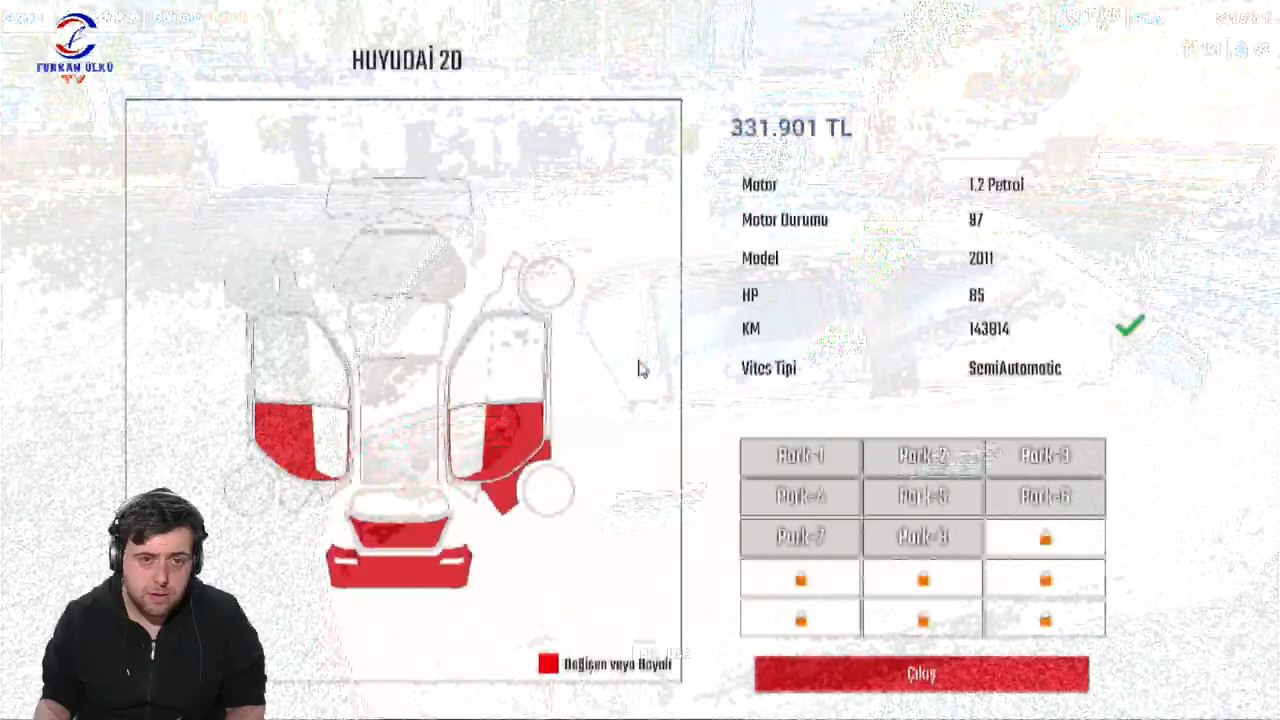 FURKAN ÜLKÜ
TV
HUYUDAİ 20
331.901 TL
Motor 1.2 Petrol
Motor Durumu 97
Model 2011
HP 85
KM 143814
Vites Tipi SemiAutomatic
Park-1 Park-2 Park-3
Park-4 Park-5 Park-6
Park-7 Park-8
Değişen veya Boyalı
Çıkış